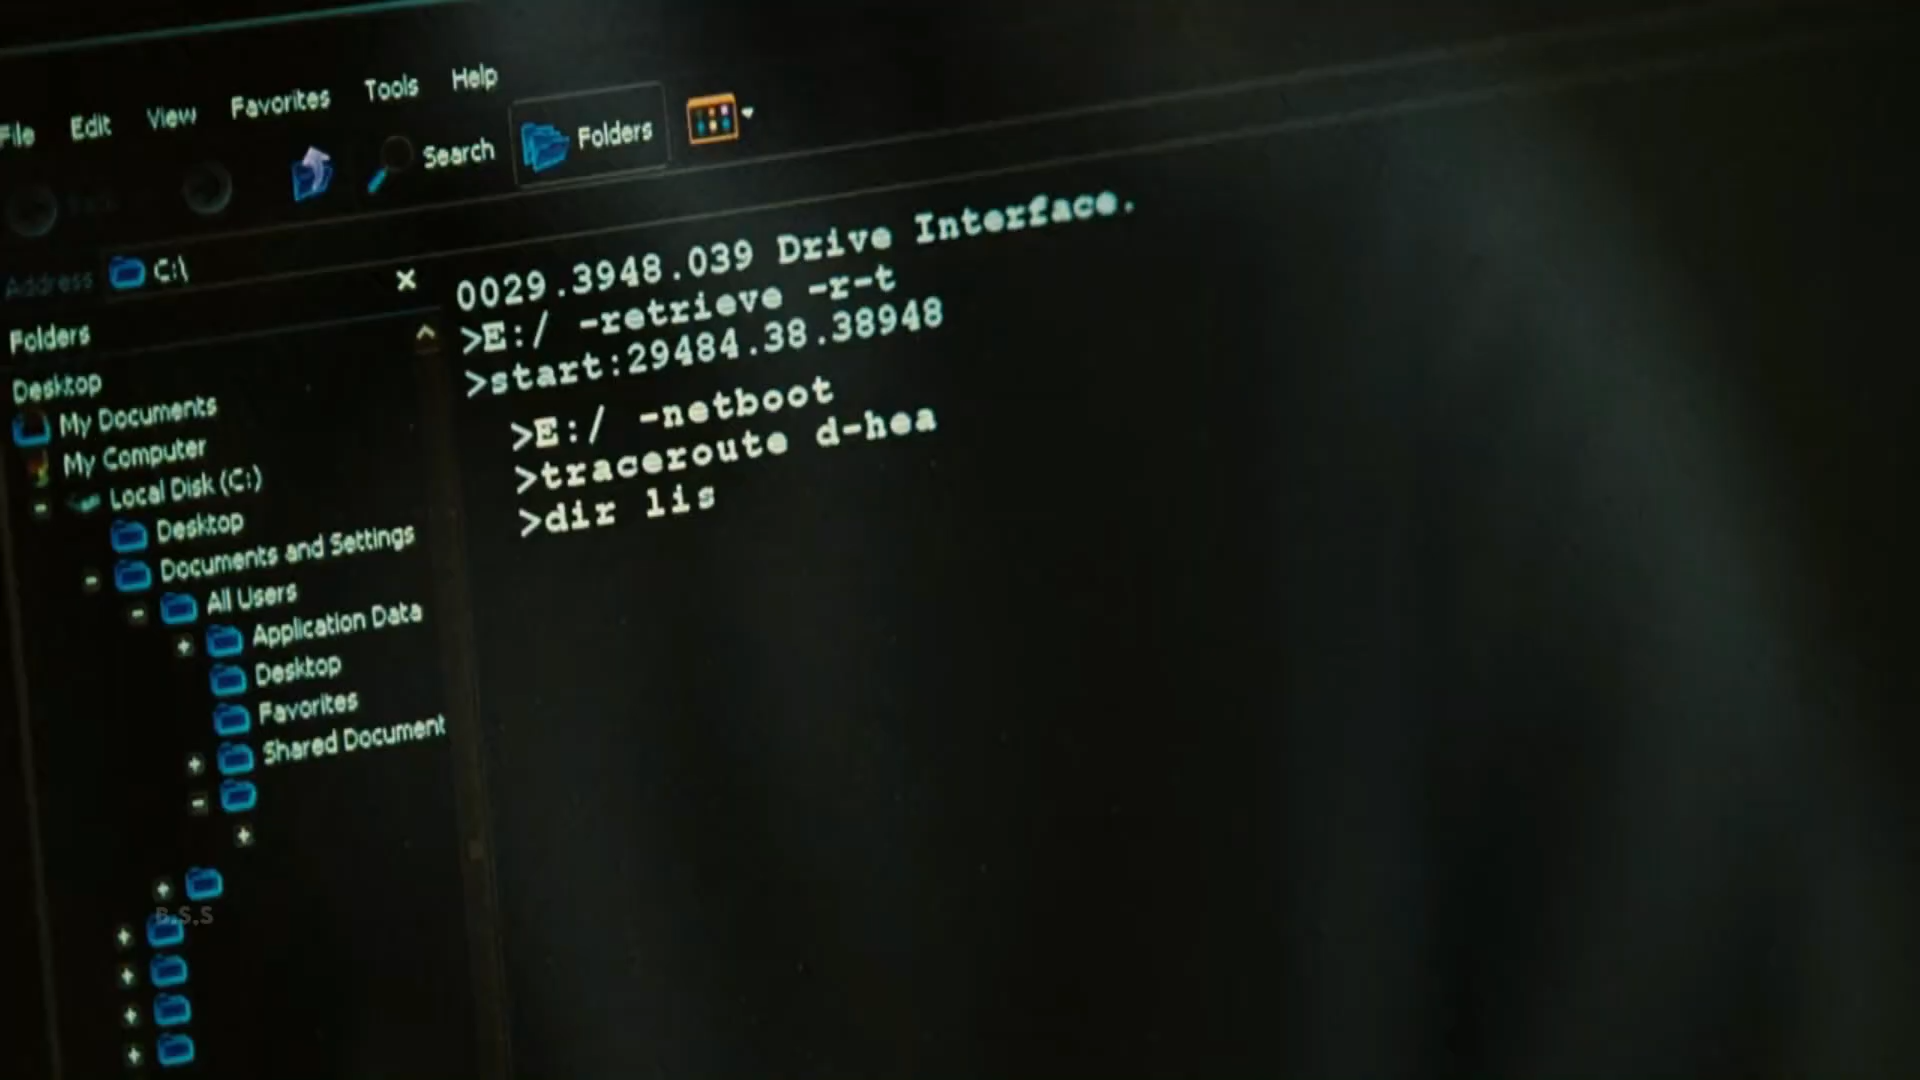 File Edit View Favorites Tools Help
Search Folders
Address C:\
Folders
Desktop
My Documents
My Computer
Local Disk (C:)
Desktop
Documents and Settings
All Users
Application Data
Desktop
Favorites
Shared Document
B.S.S
0029.3948.039 Drive Interface.
>E:/ -retrieve -r-t
>start:29484.38.38948
>E:/ -netboot
>traceroute d-hea
>dir lis